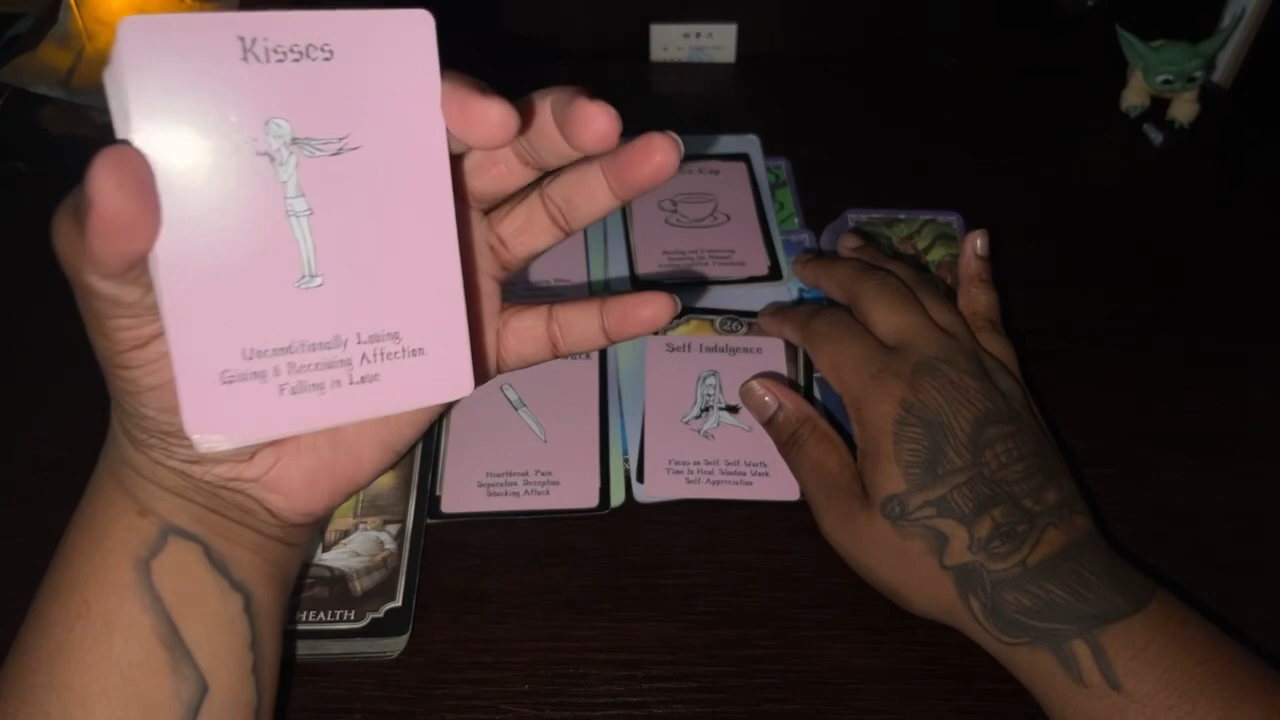 Kisses
Unconditionally Loving,
Giving & Receiving Affection,
Falling in Love
Cup
26
Self-Indulgence
Focus on Self, Self-Worth
Time to Heal, Shadow Work
Self-Appreciation
Heartbreak, Pain,
Separation, Deception
Shocking Attack
HEALTH